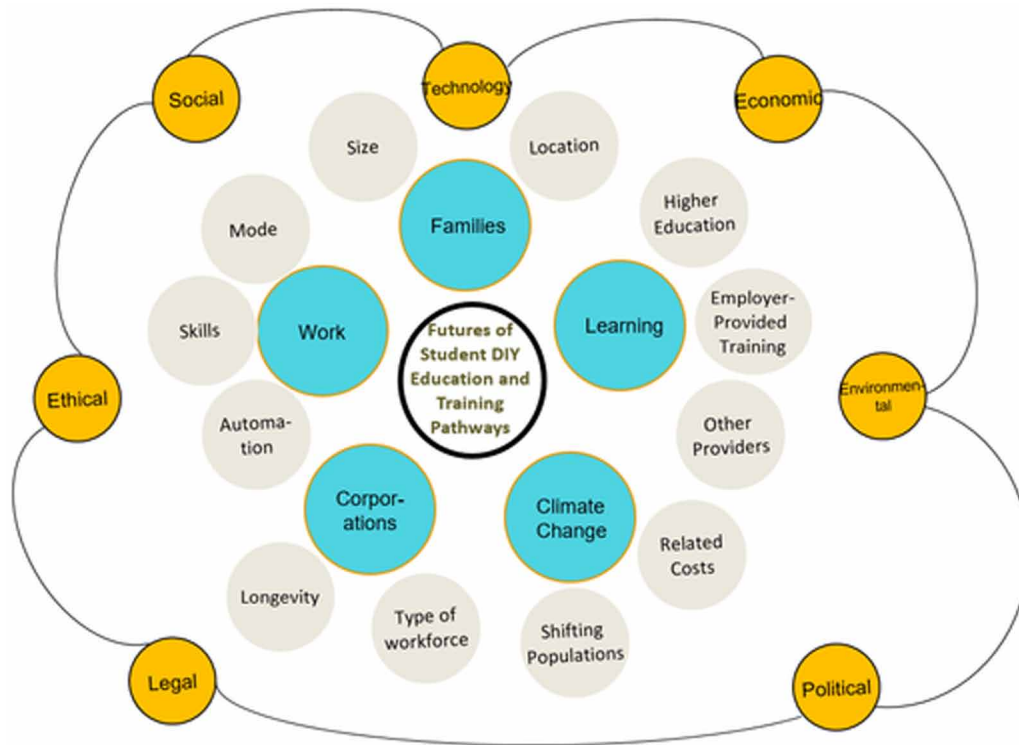 Social
Technology
Economic
Size
Location
Families
Higher
Education
Mode
Work
Learning
Employer-
Provided
Training
Skills
Futures of
Student DIY
Education and
Training
Pathways
Ethical
Environmen-
tal
Automa-
tion
Other
Providers
Corpor-
ations
Climate
Change
Related
Costs
Longevity
Type of
workforce
Shifting
Populations
Legal
Political